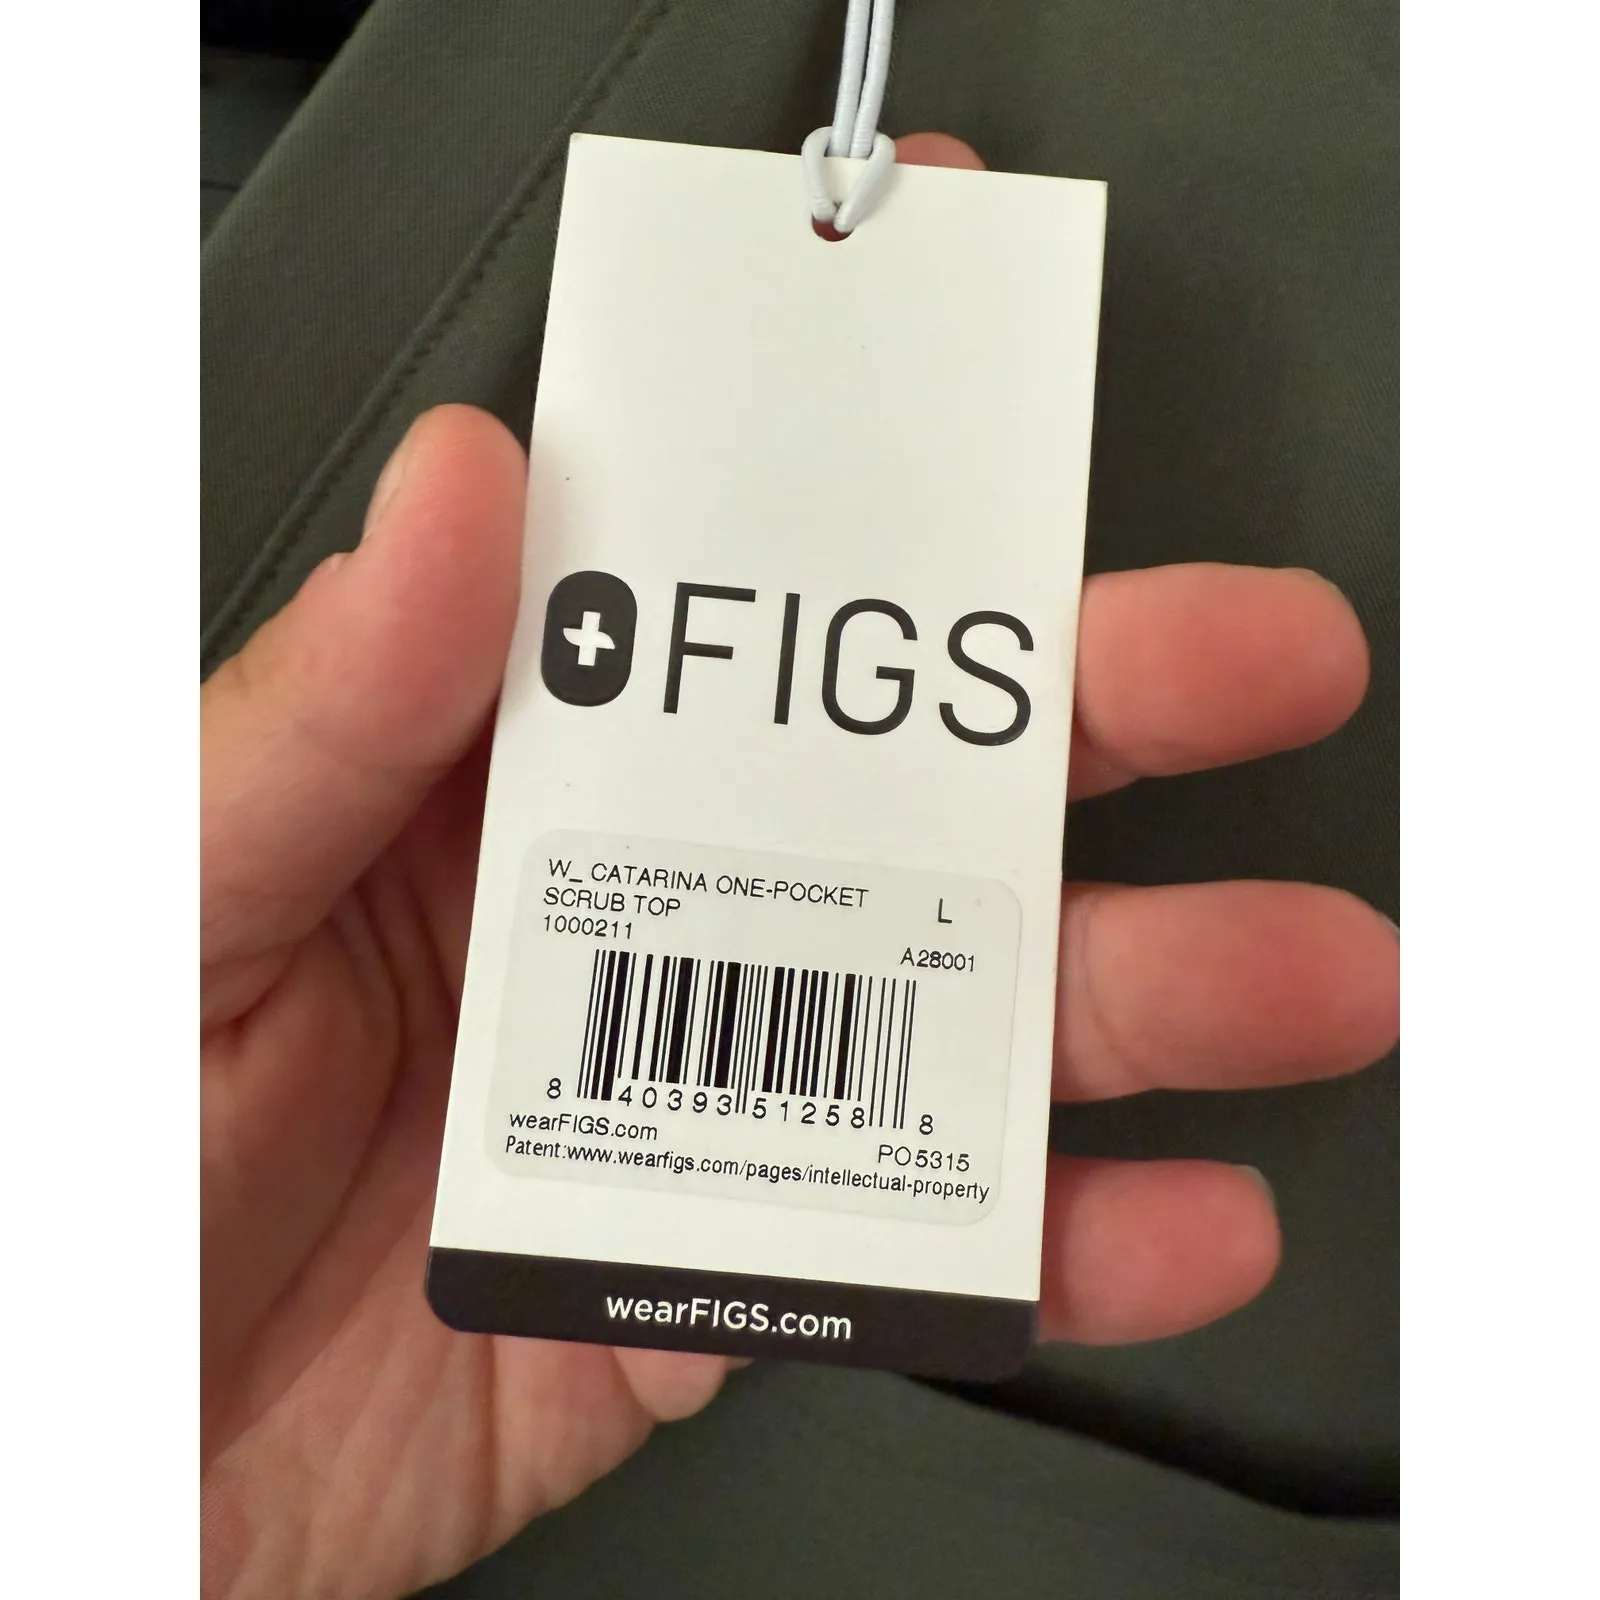 FIGS
W_ CATARINA ONE-POCKET
SCRUB TOP
L
1000211
A28001
8 40393 51258 8
wearFIGS.com
PO5315
Patent:www.wearfigs.com/pages/intellectual-property
wearFIGS.com